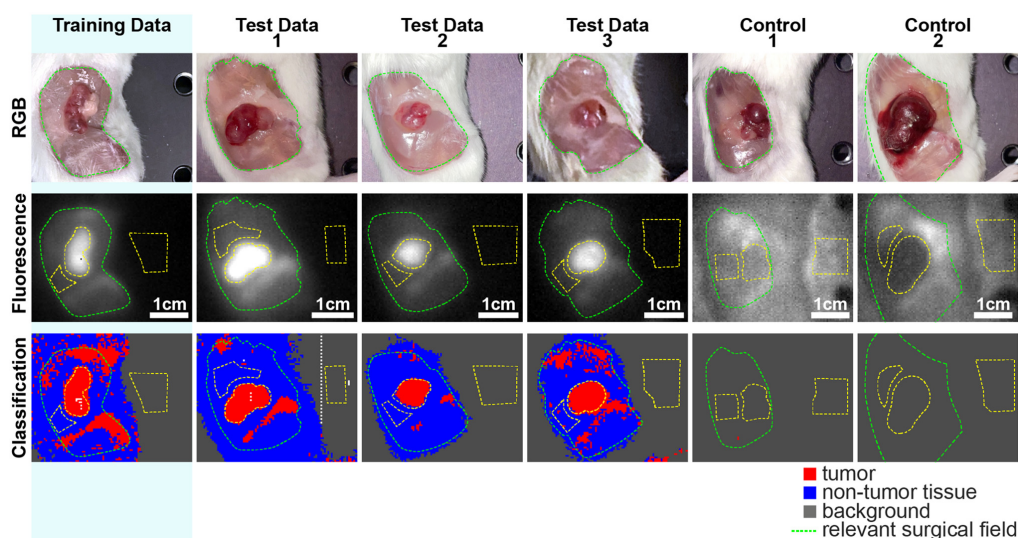 Training Data
Test Data
1
Test Data
2
Test Data
3
Control
1
Control
2
RGB
Fluorescence
1cm
1cm
1cm
1cm
1cm
1cm
Classification
tumor
non-tumor tissue
background
relevant surgical field